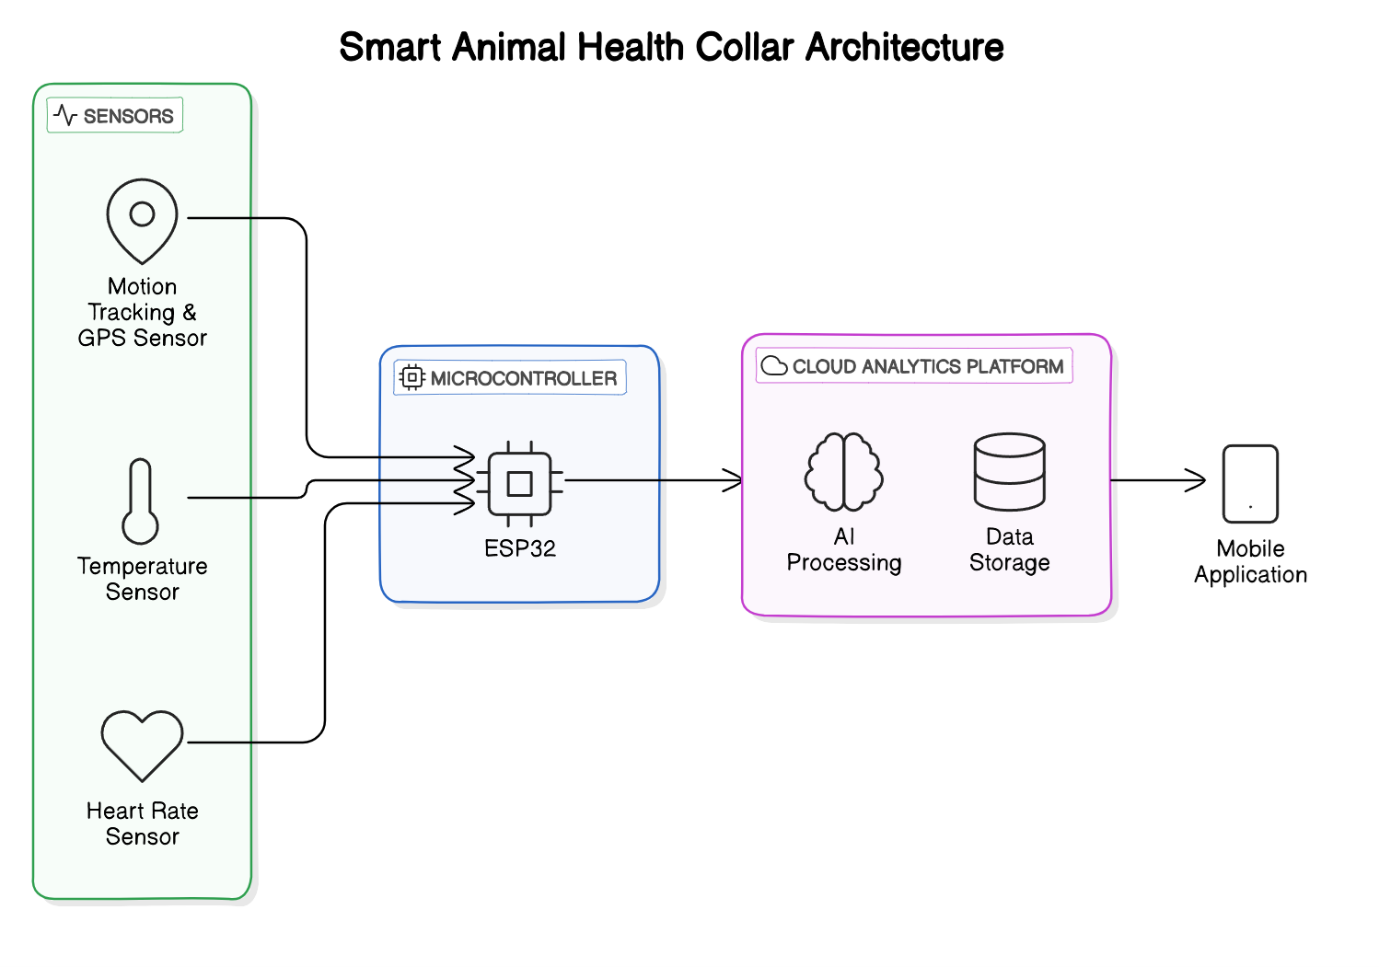 Smart Animal Health Collar Architecture
SENSORS
Motion
Tracking &
GPS Sensor
Temperature
Sensor
Heart Rate
Sensor
MICROCONTROLLER
ESP32
CLOUD ANALYTICS PLATFORM
AI
Processing
Data
Storage
Mobile
Application